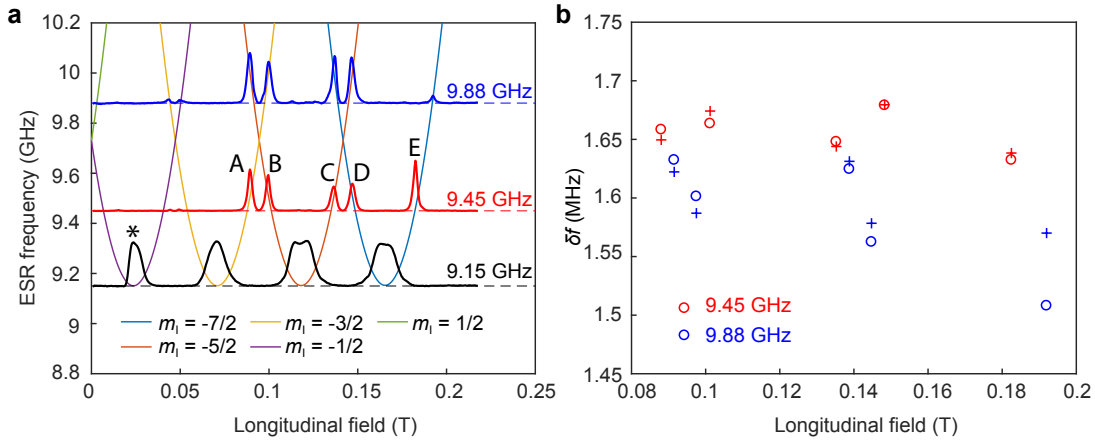 a
ESR frequency (GHz)
10.2
10
9.8
9.6
9.4
9.2
9
8.8
9.88 GHz
A
B
C
D
E
9.45 GHz
*
9.15 GHz
mI = -7/2
mI = -3/2
mI = 1/2
mI = -5/2
mI = -1/2
0
0.05
0.1
0.15
0.2
0.25
Longitudinal field (T)
b
δf (MHz)
1.75
1.7
1.65
1.6
1.55
1.5
1.45
9.45 GHz
9.88 GHz
0.08
0.1
0.12
0.14
0.16
0.18
0.2
Longitudinal field (T)